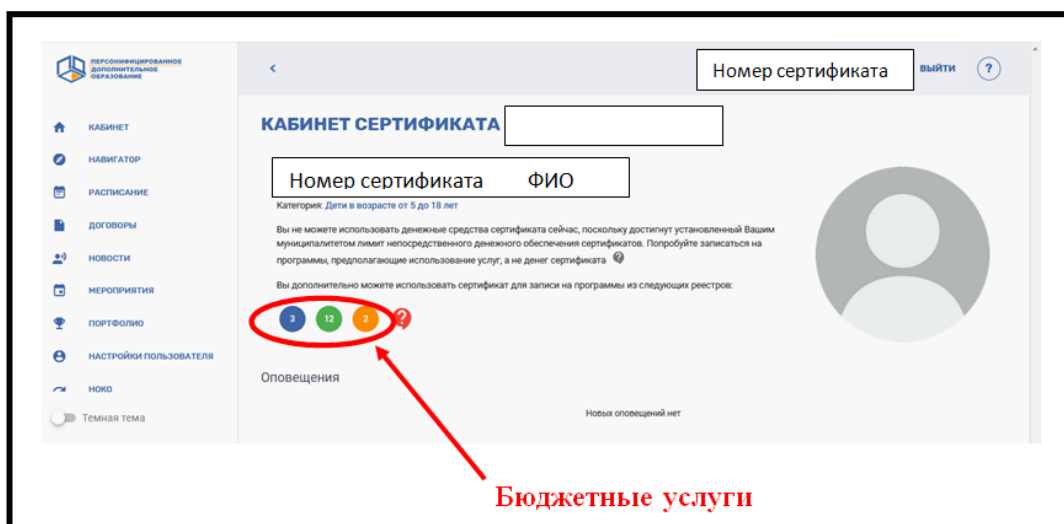 ПЕРСОНИФИЦИРОВАННОЕ
ДОПОЛНИТЕЛЬНОЕ
ОБРАЗОВАНИЕ
<
Номер сертификата
ВЫЙТИ
?
КАБИНЕТ
НАВИГАТОР
РАСПИСАНИЕ
ДОГОВОРЫ
НОВОСТИ
МЕРОПРИЯТИЯ
ПОРТФОЛИО
НАСТРОЙКИ ПОЛЬЗОВАТЕЛЯ
НОКО
Темная тема
КАБИНЕТ СЕРТИФИКАТА
Номер сертификата ФИО
Категория: Дети в возрасте от 5 до 18 лет
Вы не можете использовать денежные средства сертификата сейчас, поскольку достигнут установленный Вашим
муниципалитетом лимит непосредственного денежного обеспечения сертификатов. Попробуйте записаться на
программы, предполагающие использование услуг, а не денег сертификата ?
Вы дополнительно можете использовать сертификат для записи на программы из следующих реестров:
3 12 2 ?
Оповещения
Новых оповещений нет
Бюджетные услуги